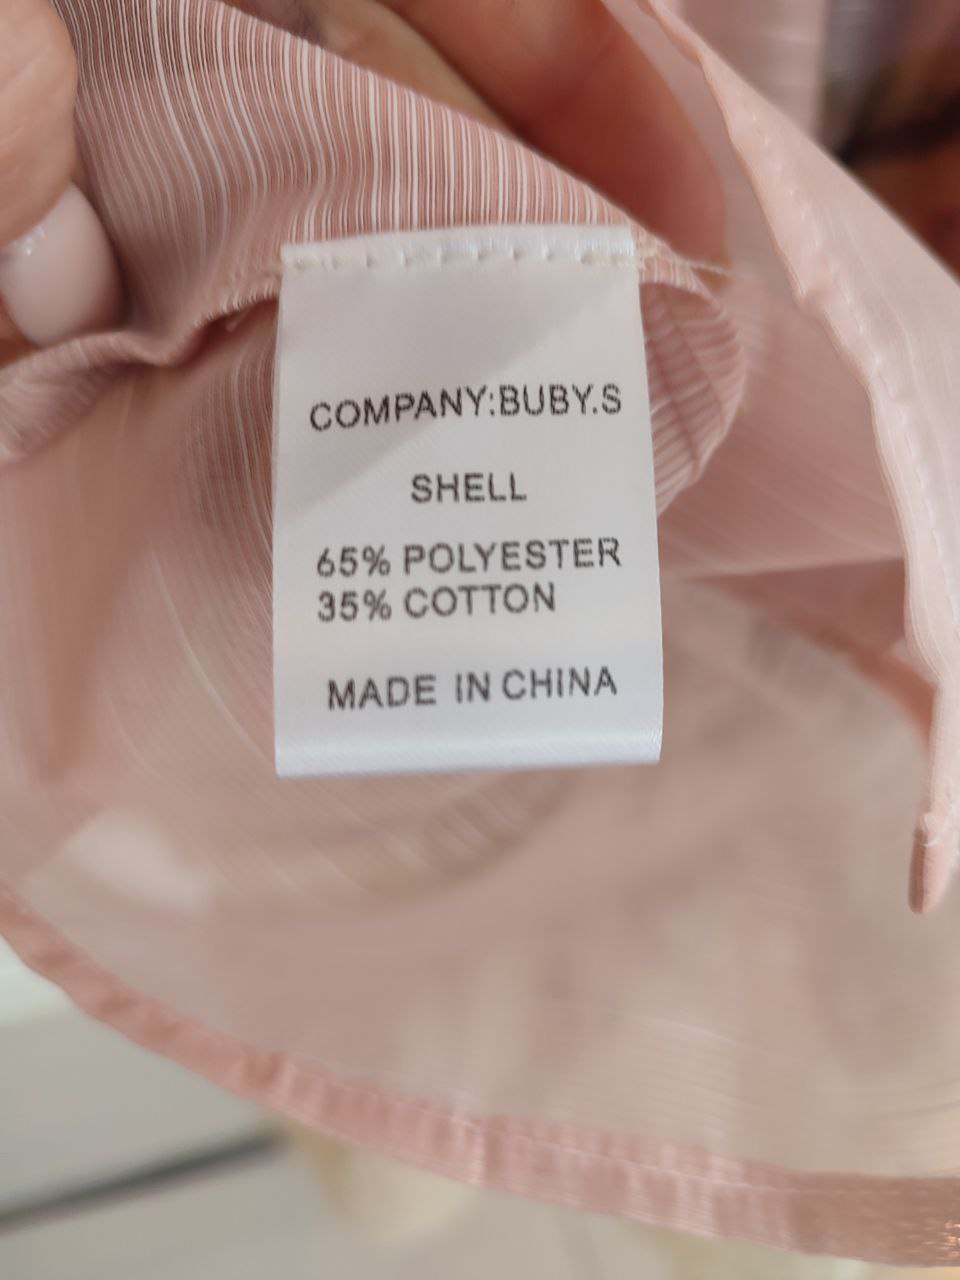 COMPANY:BUBY.S
SHELL
65% POLYESTER
35% COTTON
MADE IN CHINA